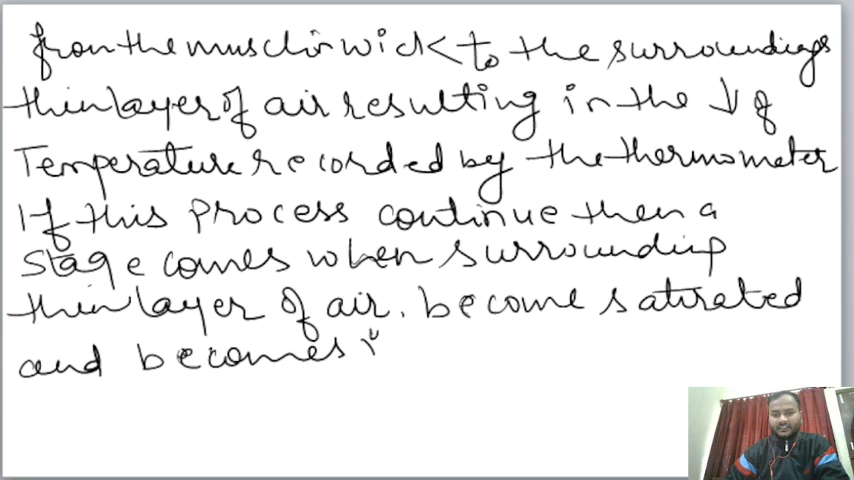 from the muslin wick to the surroundings
thin layer of air resulting in the ↓ of
Temperature recorded by the thermometer
If this process continue then a
stage comes when surrounding
thin layer of air. become saturated
and becomes